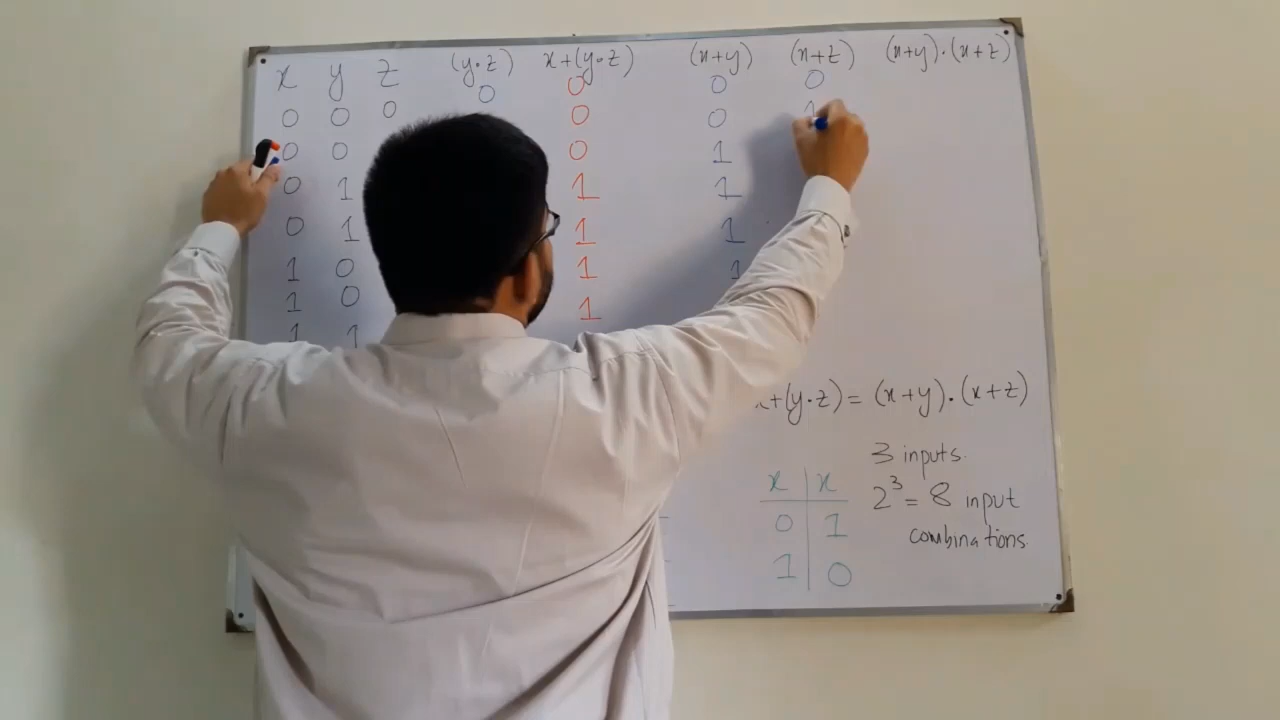 x y z (y·z) x+(y·z) (x+y) (x+z) (x+y)·(x+z)
0 0 0 0 0 0 0
0 0 0 0 1
0 1 0 1
0 1 1 1
1 0 1 1
1 0 1 1
1 1 1
x+(y·z) = (x+y)·(x+z)
3 inputs.
2³ = 8 input
combinations.
x x
0 1
1 0